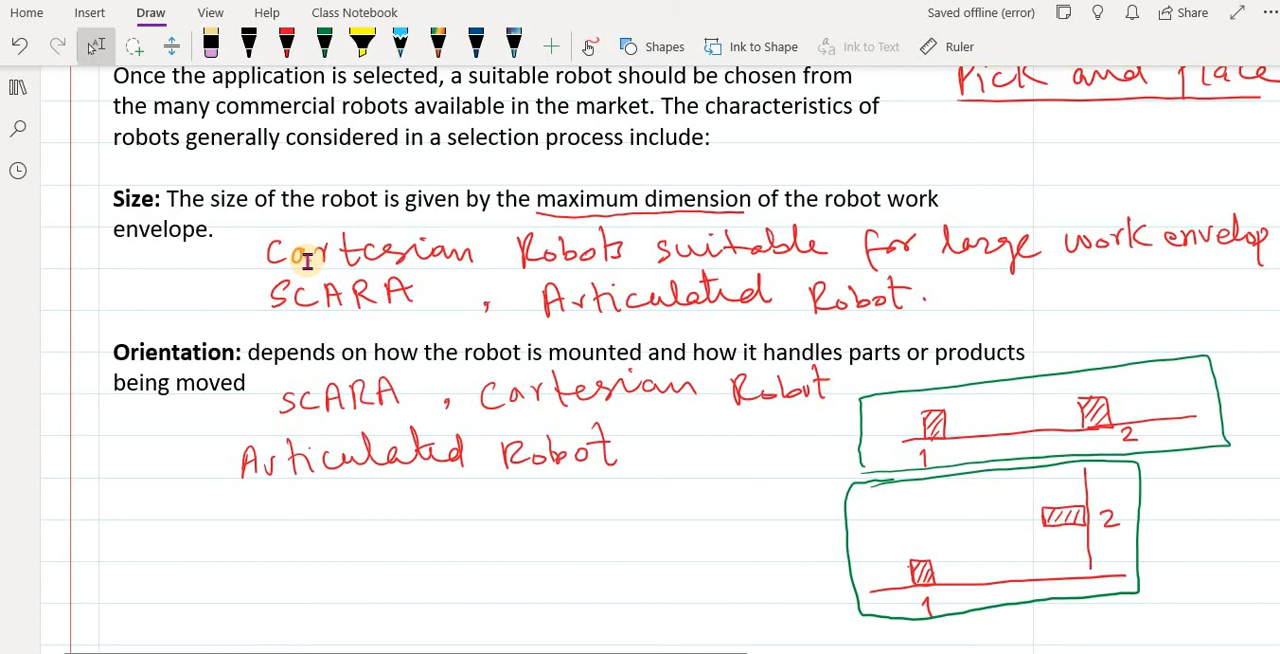 Home Insert Draw View Help Class Notebook Saved offline (error) Share
Shapes Ink to Shape Ink to Text Ruler
Once the application is selected, a suitable robot should be chosen from
Pick and Place
the many commercial robots available in the market. The characteristics of
robots generally considered in a selection process include:
Size: The size of the robot is given by the maximum dimension of the robot work
envelope.
Cartesian Robots suitable for large work envelop
SCARA , Articulated Robot.
Orientation: depends on how the robot is mounted and how it handles parts or products
being moved
SCARA , Cartesian Robot
Articulated Robot
1 2
2
1